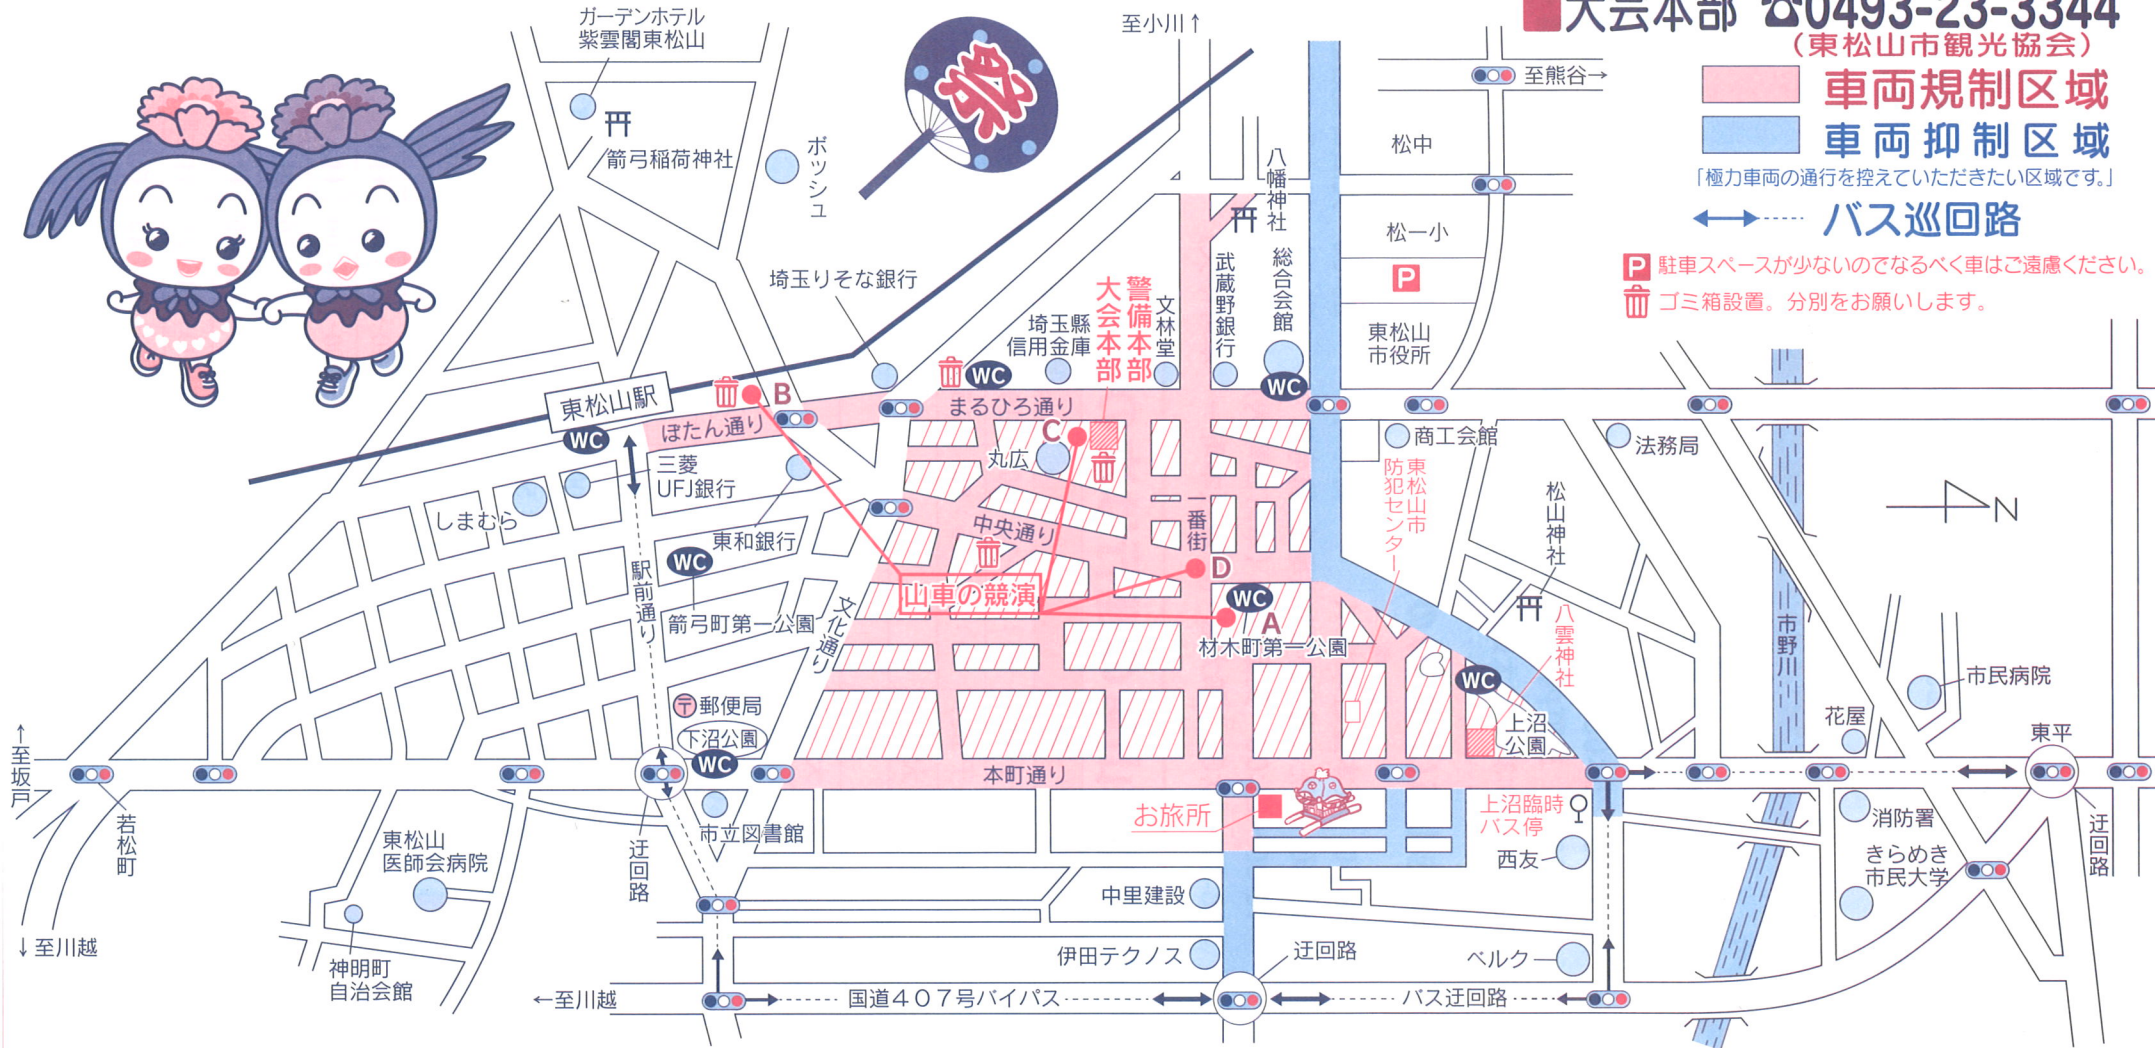 ■大会本部 ☎0493-23-3344
（東松山市観光協会）
車両規制区域
車両抑制区域
「極力車両の通行を控えていただきたい区域です。」
バス巡回路
P 駐車スペースが少ないのでなるべく車はご遠慮ください。
ゴミ箱設置。分別をお願いします。
ガーデンホテル
紫雲閣東松山
箭弓稲荷神社
ボッシュ
祭
至小川↑
至熊谷→
松中
松一小
P
東松山
市役所
八幡神社
総合会館
WC
武蔵野銀行
文林堂
警備本部
大会本部
埼玉縣
信用金庫
WC
埼玉りそな銀行
東松山駅
WC
B
ぼたん通り
まるひろ通り
C
丸広
商工会館
法務局
東松山市
防犯センター
松山神社
N
三菱
UFJ銀行
しまむら
東和銀行
WC
箭弓町第一公園
駅前通り
文化通り
中央通り
一番街
D
山車の競演
WC
A
材木町第一公園
WC
八雲神社
上沼
公園
市野川
市民病院
花屋
東平
〒郵便局
下沼公園
WC
本町通り
←至坂戸
若松町
↓至川越
東松山
医師会病院
神明町
自治会館
迂回路
市立図書館
お旅所
上沼臨時
バス停
西友
消防署
きらめき
市民大学
迂回路
中里建設
伊田テクノス
迂回路
ベルク
←至川越
国道407号バイパス
バス迂回路